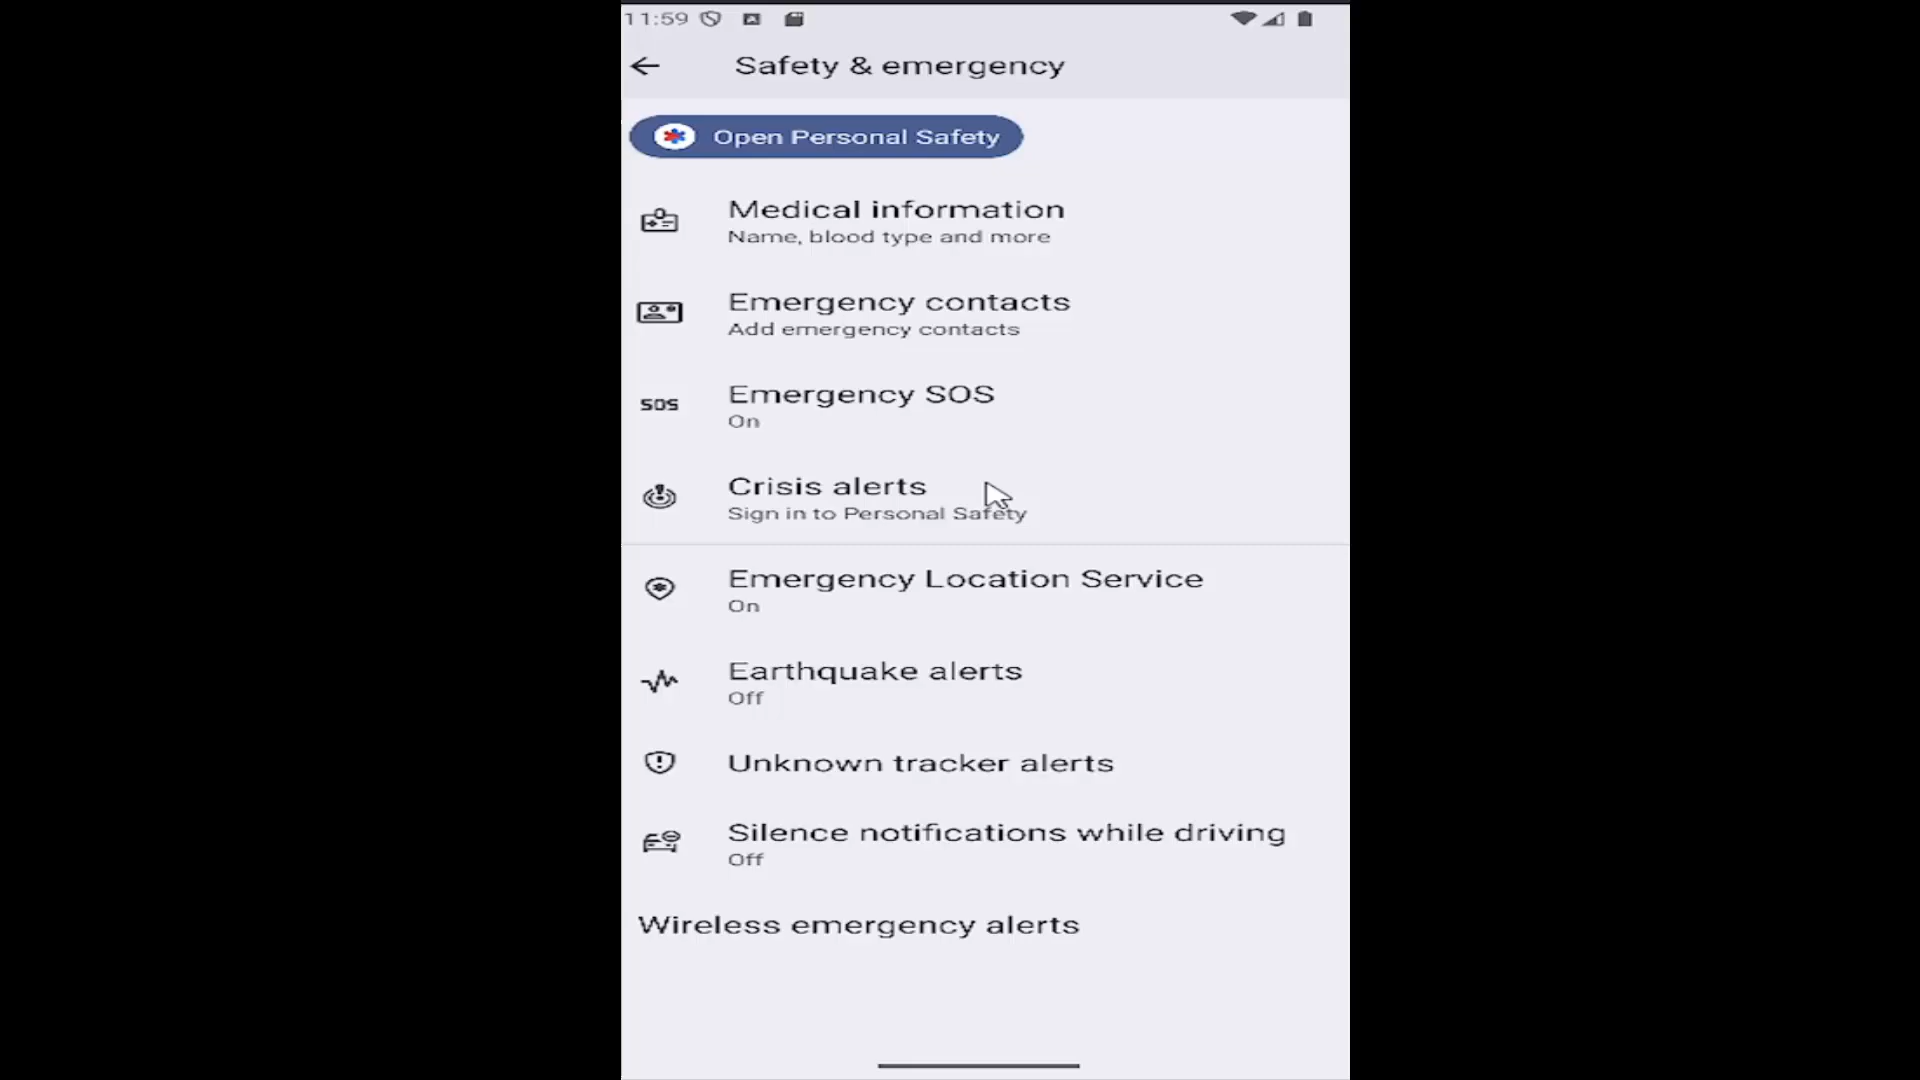 11:59
Safety & emergency
Open Personal Safety
Medical information
Name, blood type and more
Emergency contacts
Add emergency contacts
SOS
Emergency SOS
On
Crisis alerts
Sign in to Personal Safety
Emergency Location Service
On
Earthquake alerts
Off
Unknown tracker alerts
Silence notifications while driving
Off
Wireless emergency alerts